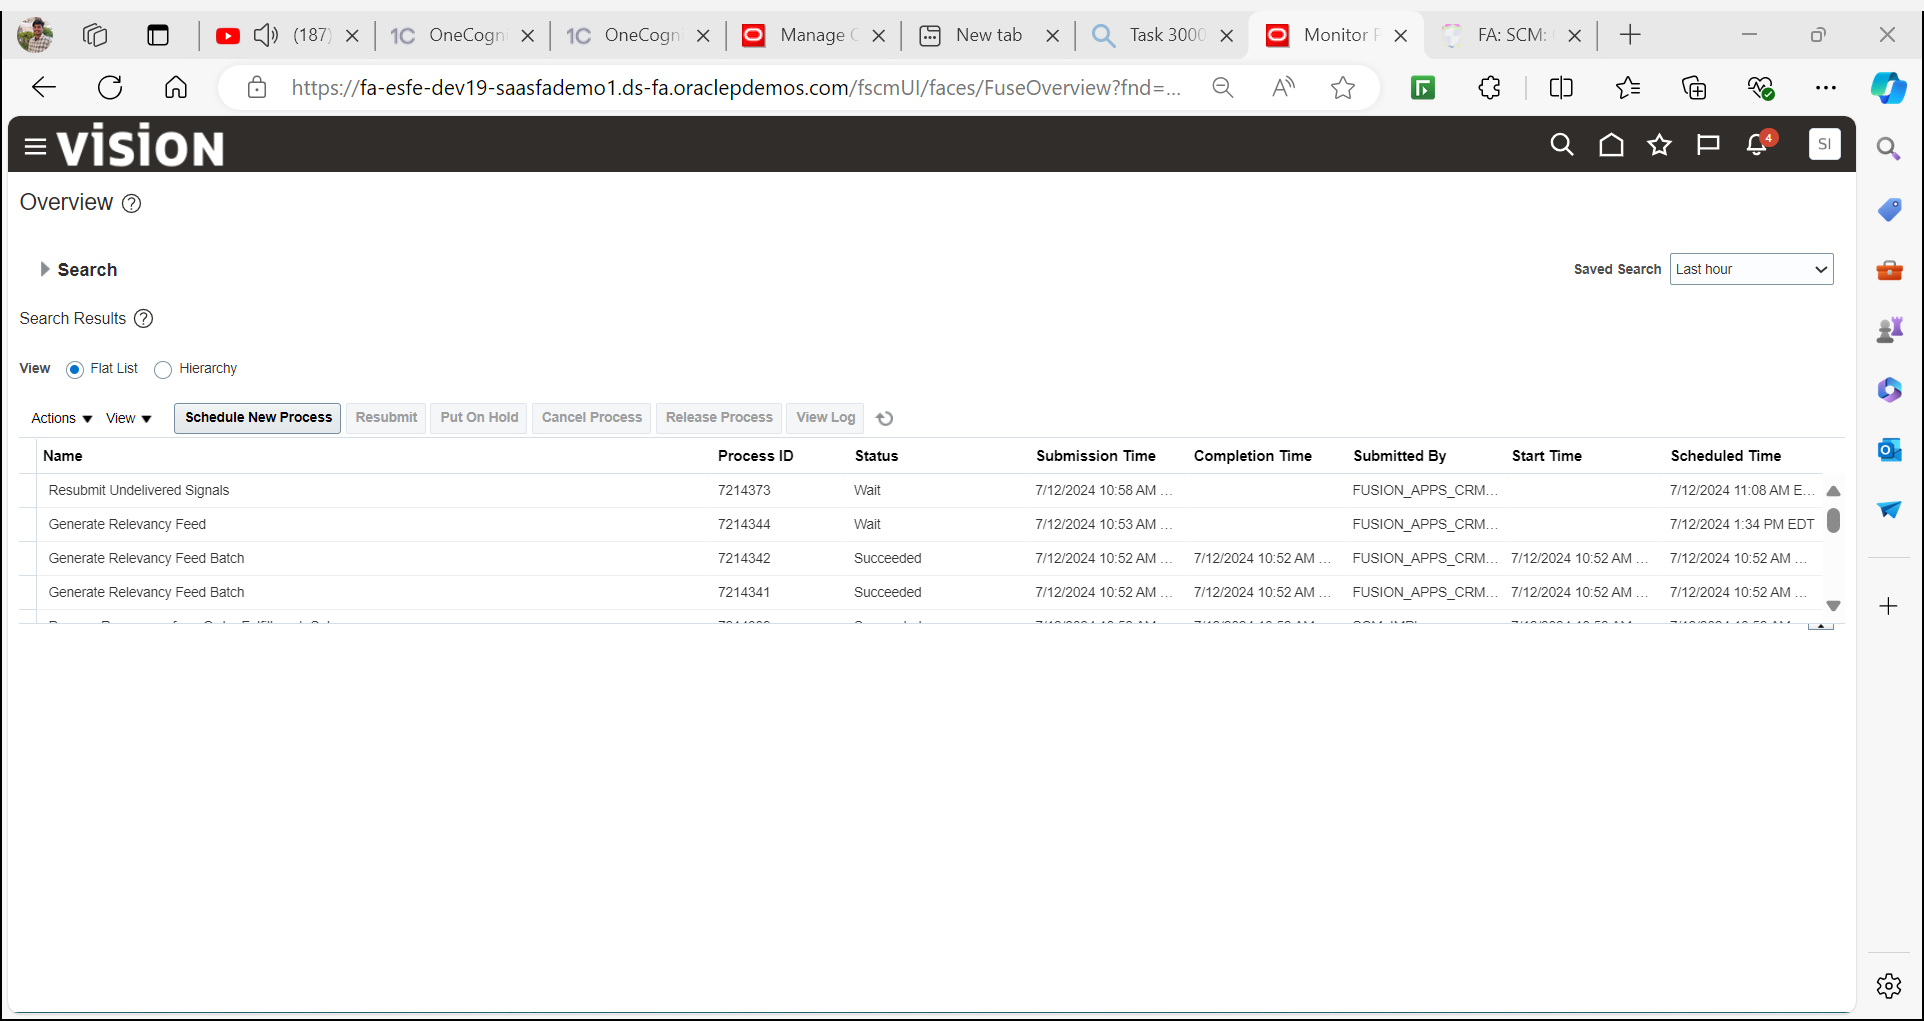 (187)
OneCogni
OneCogn
Manage C
New tab
Task 3000
Monitor
FA: SCM:
https://fa-esfe-dev19-saasfademo1.ds-fa.oraclepdemos.com/fscmUI/faces/FuseOverview?fnd=...
vision
4
SI
Overview
Search
Saved Search Last hour
Search Results
View Flat List Hierarchy
Actions View Schedule New Process Resubmit Put On Hold Cancel Process Release Process View Log
Name Process ID Status Submission Time Completion Time Submitted By Start Time Scheduled Time
Resubmit Undelivered Signals 7214373 Wait 7/12/2024 10:58 AM ... FUSION_APPS_CRM... 7/12/2024 11:08 AM E...
Generate Relevancy Feed 7214344 Wait 7/12/2024 10:53 AM ... FUSION_APPS_CRM... 7/12/2024 1:34 PM EDT
Generate Relevancy Feed Batch 7214342 Succeeded 7/12/2024 10:52 AM ... 7/12/2024 10:52 AM ... FUSION_APPS_CRM... 7/12/2024 10:52 AM ... 7/12/2024 10:52 AM ...
Generate Relevancy Feed Batch 7214341 Succeeded 7/12/2024 10:52 AM ... 7/12/2024 10:52 AM ... FUSION_APPS_CRM... 7/12/2024 10:52 AM ... 7/12/2024 10:52 AM ...